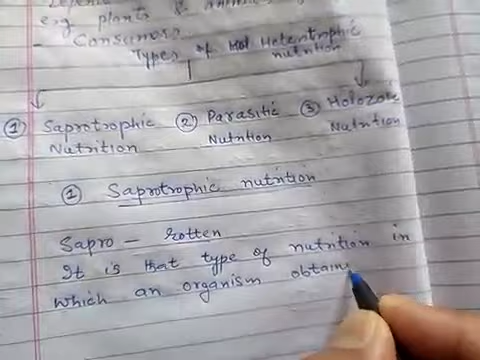 e.g. plants &
- Consumers.
Types of Heterotrophic
nutrition
① Saprotrophic ② Parasitic ③ Holozoic
Nutrition Nutrition Nutrition
① Saprotrophic nutrition
Sapro – rotten
It is that type of nutrition in
which an organism obtains